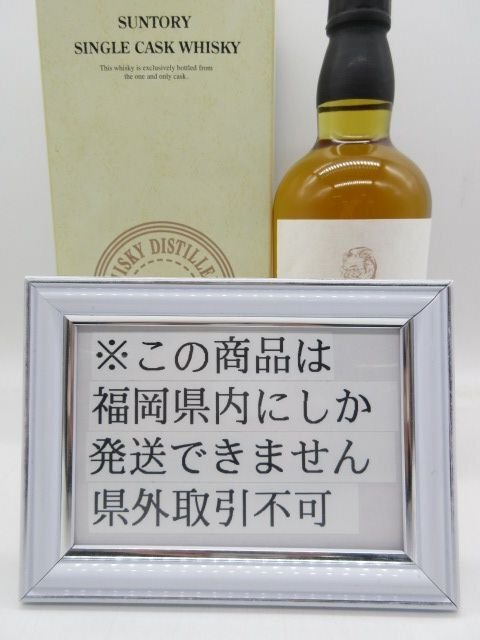 SUNTORY
SINGLE CASK WHISKY
This whisky is exclusively bottled from
the one and only cask.
WHISKY DISTILLE
※この商品は
福岡県内にしか
発送できません
県外取引不可